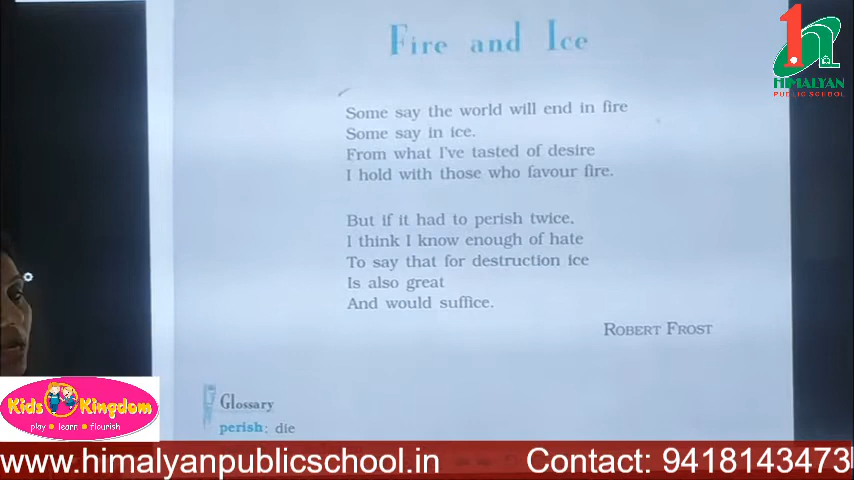 Fire and Ice
Some say the world will end in fire
Some say in ice.
From what I've tasted of desire
I hold with those who favour fire.
But if it had to perish twice,
I think I know enough of hate
To say that for destruction ice
Is also great
And would suffice.
ROBERT FROST
Glossary
perish: die
1h
HIMALYAN
PUBLIC SCHOOL
Kids Kingdom
play • learn • flourish
www.himalyanpublicschool.in Contact: 9418143473